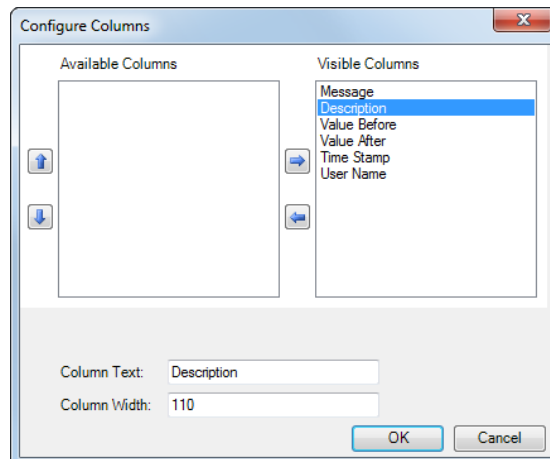 Configure Columns
Available Columns
Visible Columns
Message
Description
Value Before
Value After
Time Stamp
User Name
Column Text: Description
Column Width: 110
OK Cancel